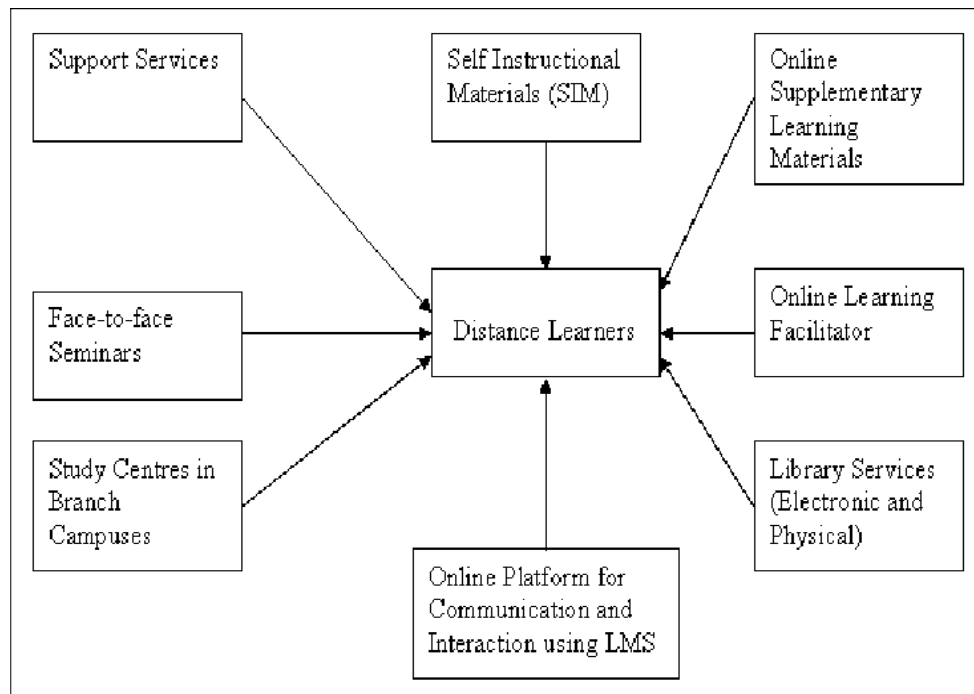 Support Services
Self Instructional
Materials (SIM)
Online
Supplementary
Learning
Materials
Face-to-face
Seminars
Distance Learners
Online Learning
Facilitator
Study Centres in
Branch
Campuses
Library Services
(Electronic and
Physical)
Online Platform for
Communication and
Interaction using LMS